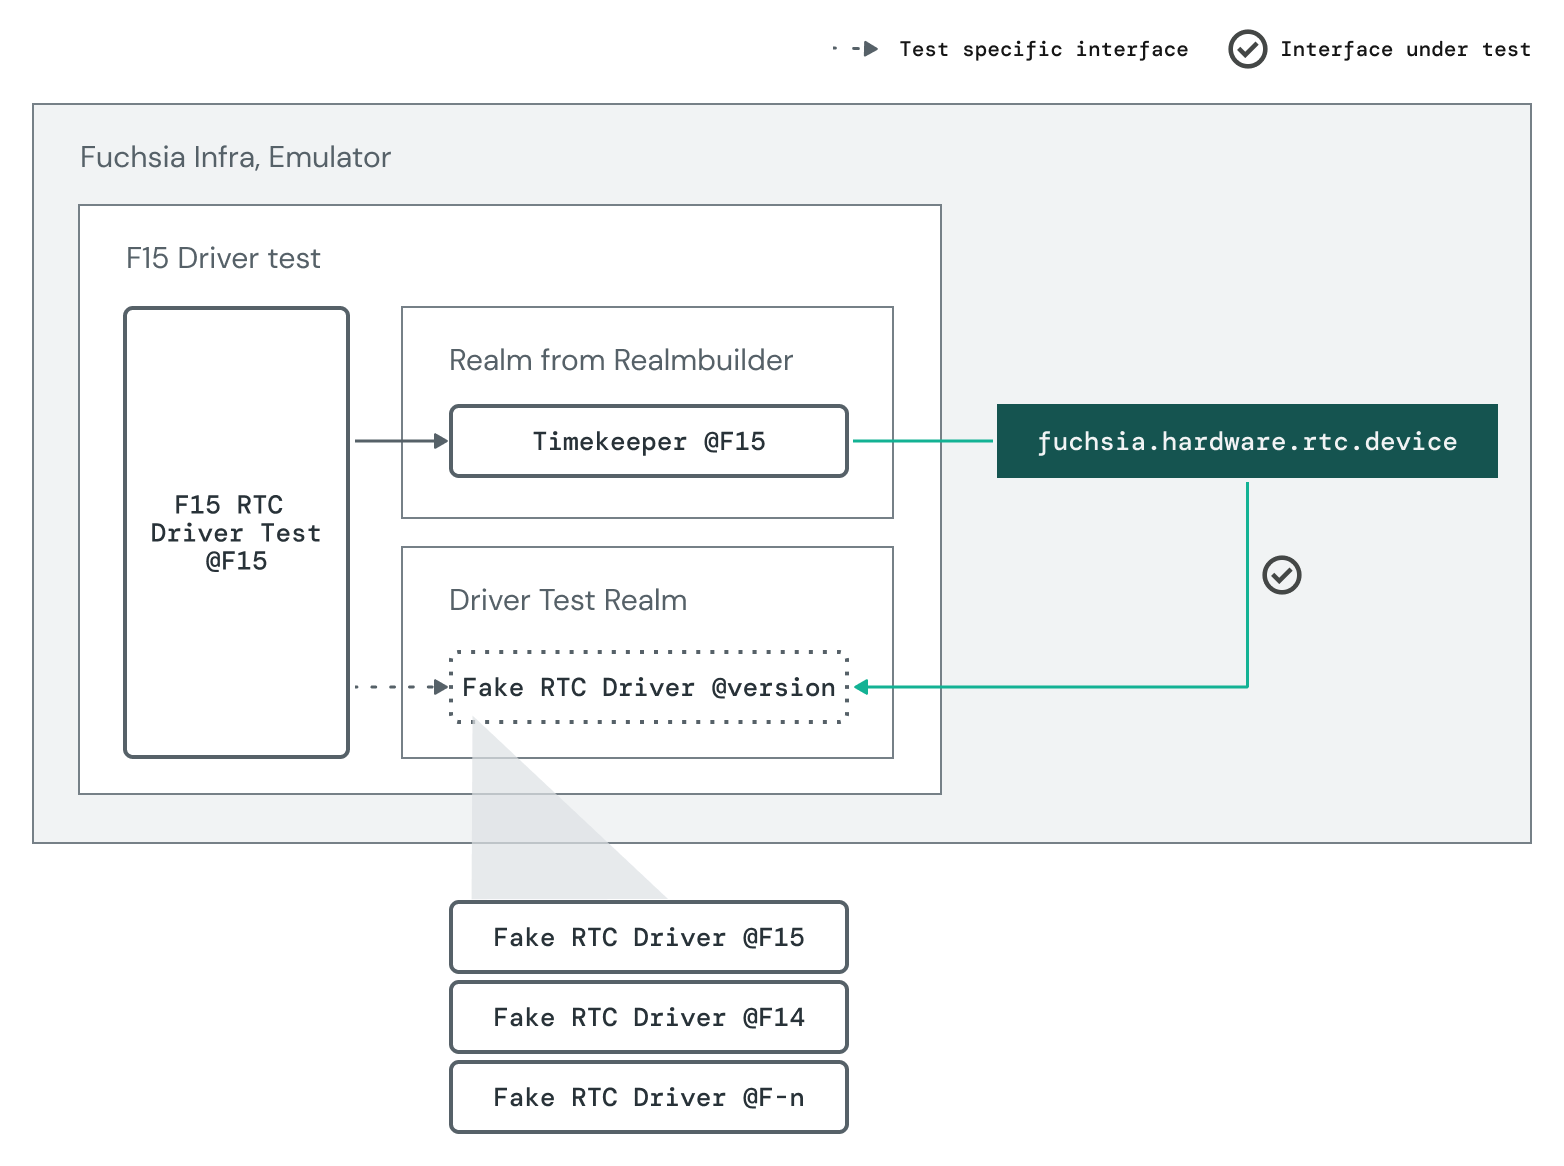 Test specific interface
Interface under test
Fuchsia Infra, Emulator
F15 Driver test
Realm from Realmbuilder
Timekeeper @F15
fuchsia.hardware.rtc.device
F15 RTC
Driver Test
@F15
Driver Test Realm
Fake RTC Driver @version
Fake RTC Driver @F15
Fake RTC Driver @F14
Fake RTC Driver @F-n